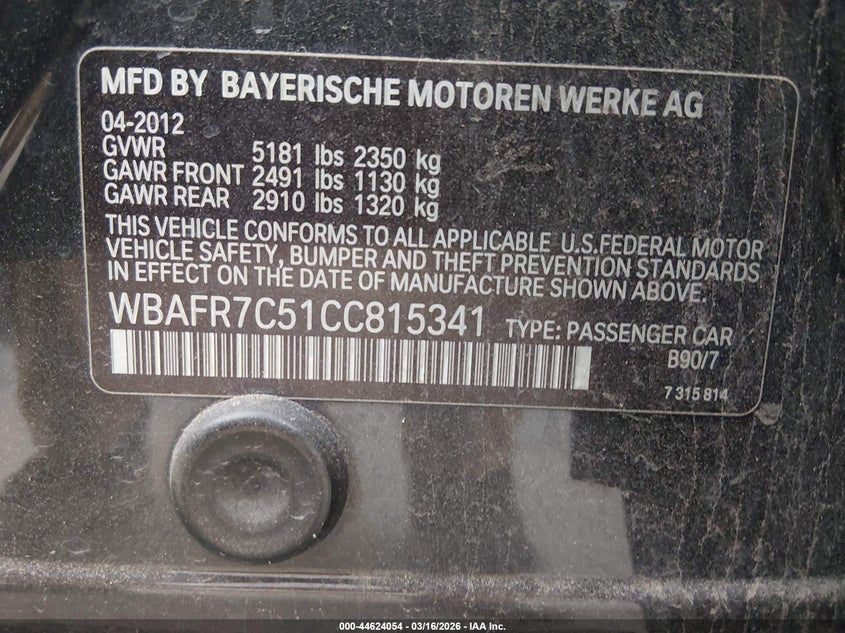 MFD BY BAYERISCHE MOTOREN WERKE AG
04-2012
GVWR 5181 lbs 2350 kg
GAWR FRONT 2491 lbs 1130 kg
GAWR REAR 2910 lbs 1320 kg
THIS VEHICLE CONFORMS TO ALL APPLICABLE U.S.FEDERAL MOTOR
VEHICLE SAFETY, BUMPER AND THEFT PREVENTION STANDARDS
IN EFFECT ON THE DATE OF MANUFACTURE SHOWN ABOVE.
WBAFR7C51CC815341 TYPE: PASSENGER CAR
B90/7
7 315 814
000-44624054 - 03/16/2026 - IAA Inc.